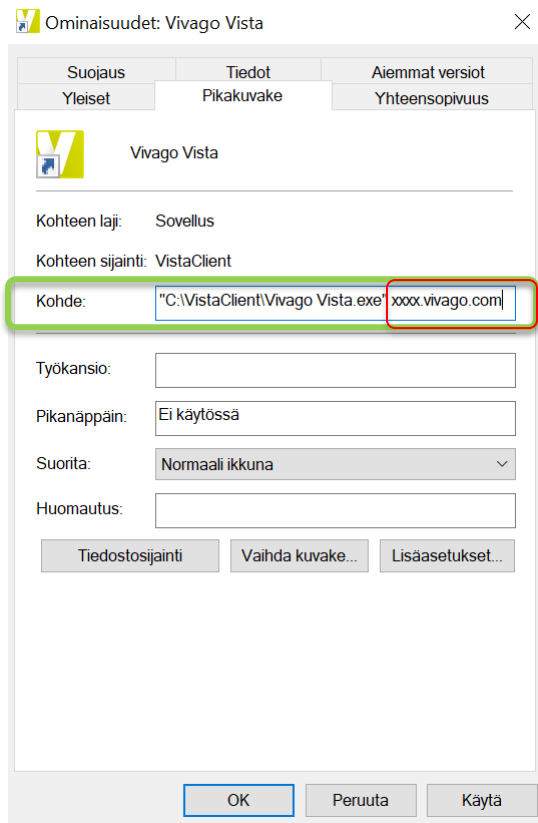 Ominaisuudet: Vivago Vista
Suojaus Tiedot Aiemmat versiot
Yleiset Pikakuvake Yhteensopivuus
Vivago Vista
Kohteen laji: Sovellus
Kohteen sijainti: VistaClient
Kohde: "C:\VistaClient\Vivago Vista.exe" xxxx.vivago.com
Työkansio:
Pikanäppäin: Ei käytössä
Suorita: Normaali ikkuna
Huomautus:
Tiedostosijainti Vaihda kuvake... Lisäasetukset...
OK Peruuta Käytä